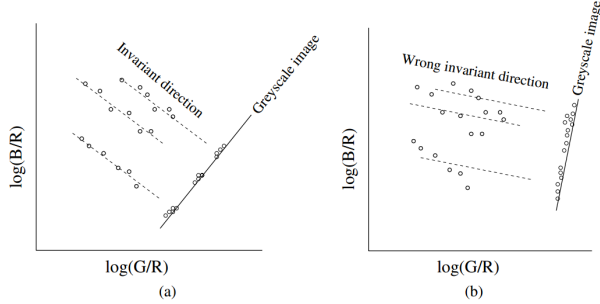 Invariant direction
Greyscale image
log(B/R)
log(G/R)
(a)
Wrong invariant direction
Greyscale image
log(B/R)
log(G/R)
(b)